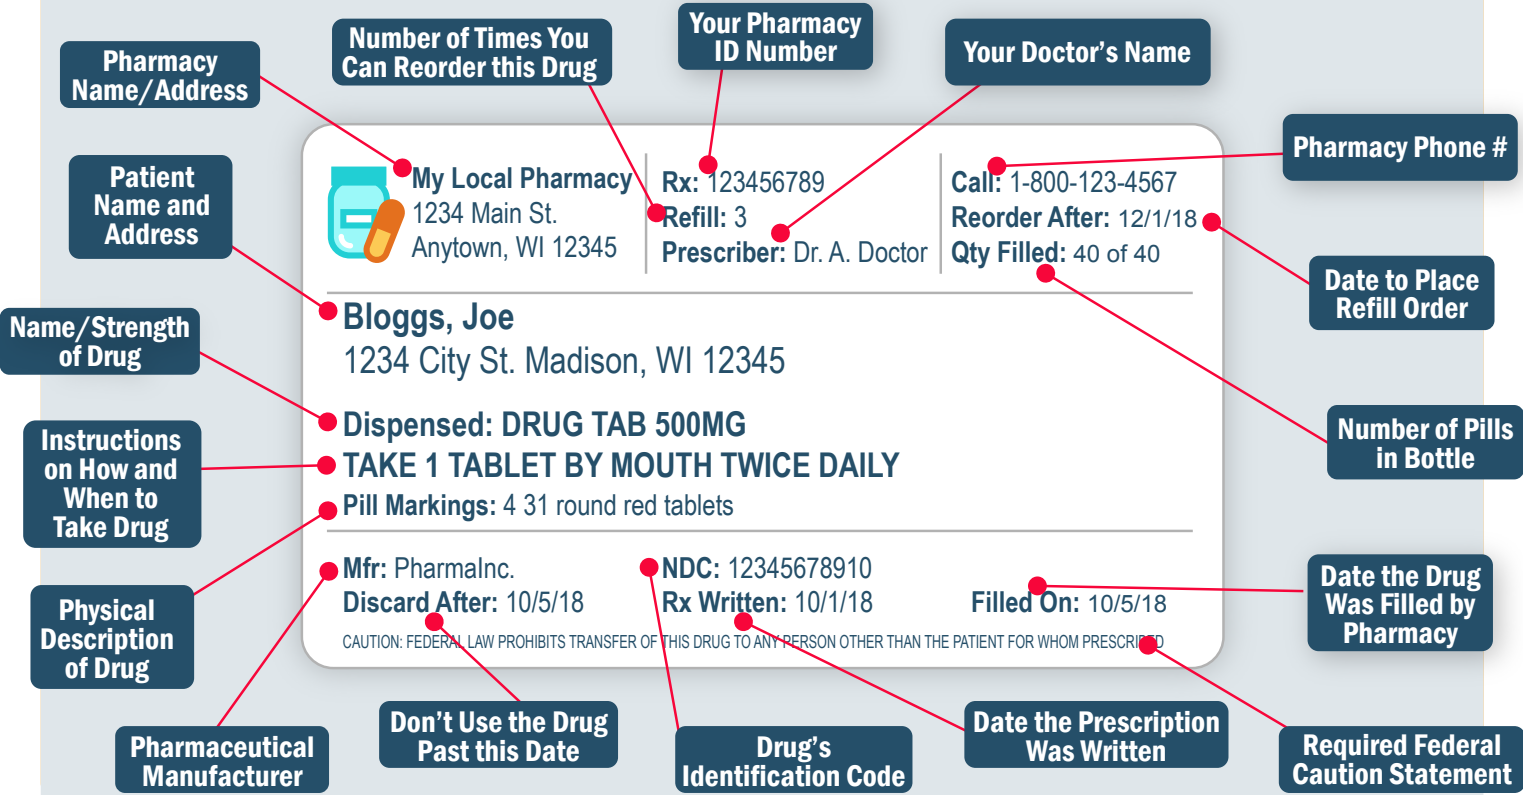 Pharmacy
Name/Address
Number of Times You
Can Reorder this Drug
Your Pharmacy
ID Number
Your Doctor's Name
Pharmacy Phone #
Patient
Name and
Address
Name/Strength
of Drug
Instructions
on How and
When to
Take Drug
Physical
Description
of Drug
My Local Pharmacy
1234 Main St.
Anytown, WI 12345
Rx: 123456789
Refill: 3
Prescriber: Dr. A. Doctor
Call: 1-800-123-4567
Reorder After: 12/1/18
Qty Filled: 40 of 40
Bloggs, Joe
1234 City St. Madison, WI 12345
Dispensed: DRUG TAB 500MG
TAKE 1 TABLET BY MOUTH TWICE DAILY
Pill Markings: 4 31 round red tablets
Mfr: PharmaInc.
NDC: 12345678910
Discard After: 10/5/18
Rx Written: 10/1/18
Filled On: 10/5/18
CAUTION: FEDERAL LAW PROHIBITS TRANSFER OF THIS DRUG TO ANY PERSON OTHER THAN THE PATIENT FOR WHOM PRESCRIBED
Date to Place
Refill Order
Number of Pills
in Bottle
Date the Drug
Was Filled by
Pharmacy
Pharmaceutical
Manufacturer
Don't Use the Drug
Past this Date
Drug's
Identification Code
Date the Prescription
Was Written
Required Federal
Caution Statement